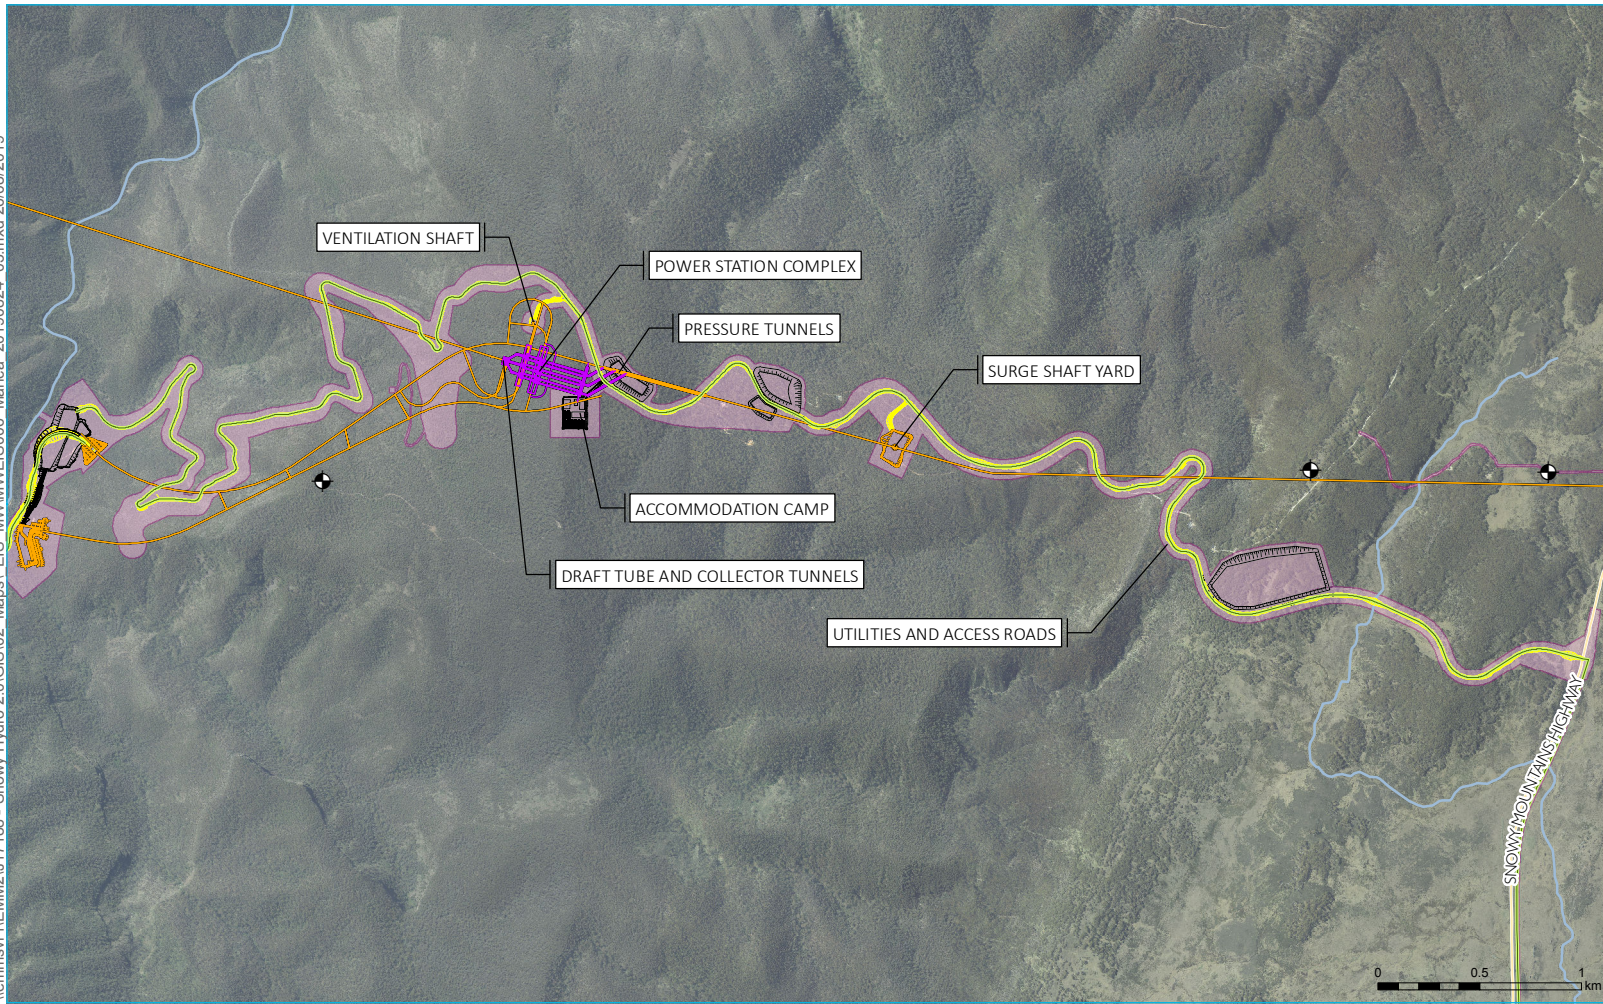 VENTILATION SHAFT
POWER STATION COMPLEX
PRESSURE TUNNELS
SURGE SHAFT YARD
ACCOMMODATION CAMP
DRAFT TUBE AND COLLECTOR TUNNELS
UTILITIES AND ACCESS ROADS
SNOWY MOUNTAINS HIGHWAY
0 0.5 1
km